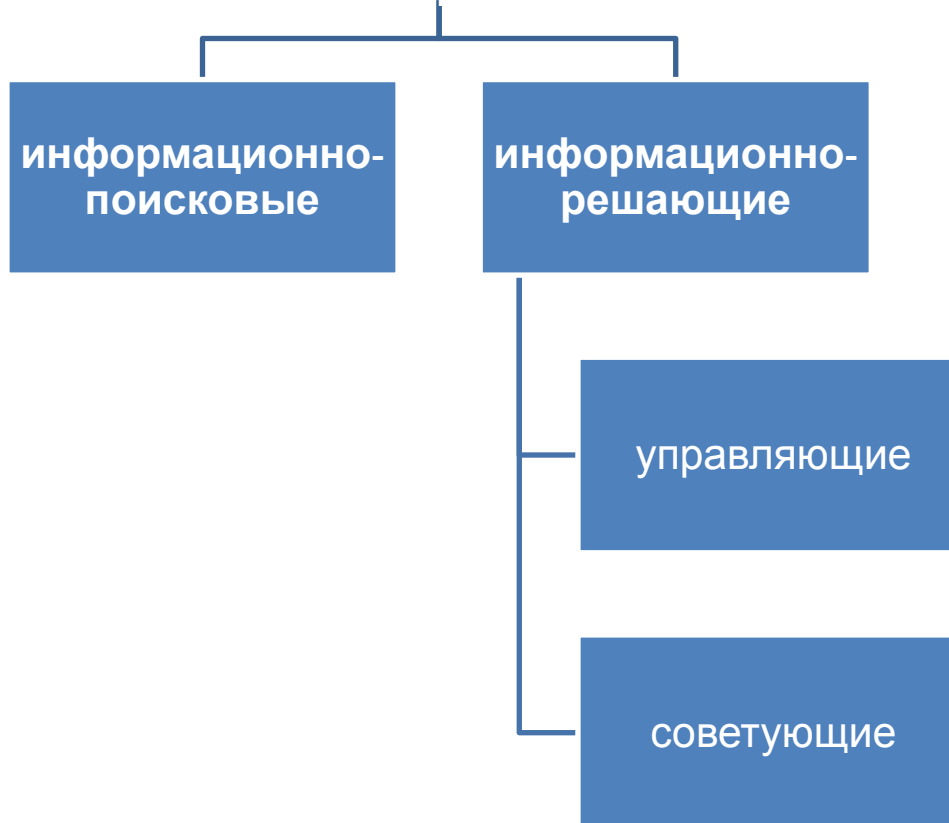 информационно-
поисковые
информационно-
решающие
управляющие
советующие